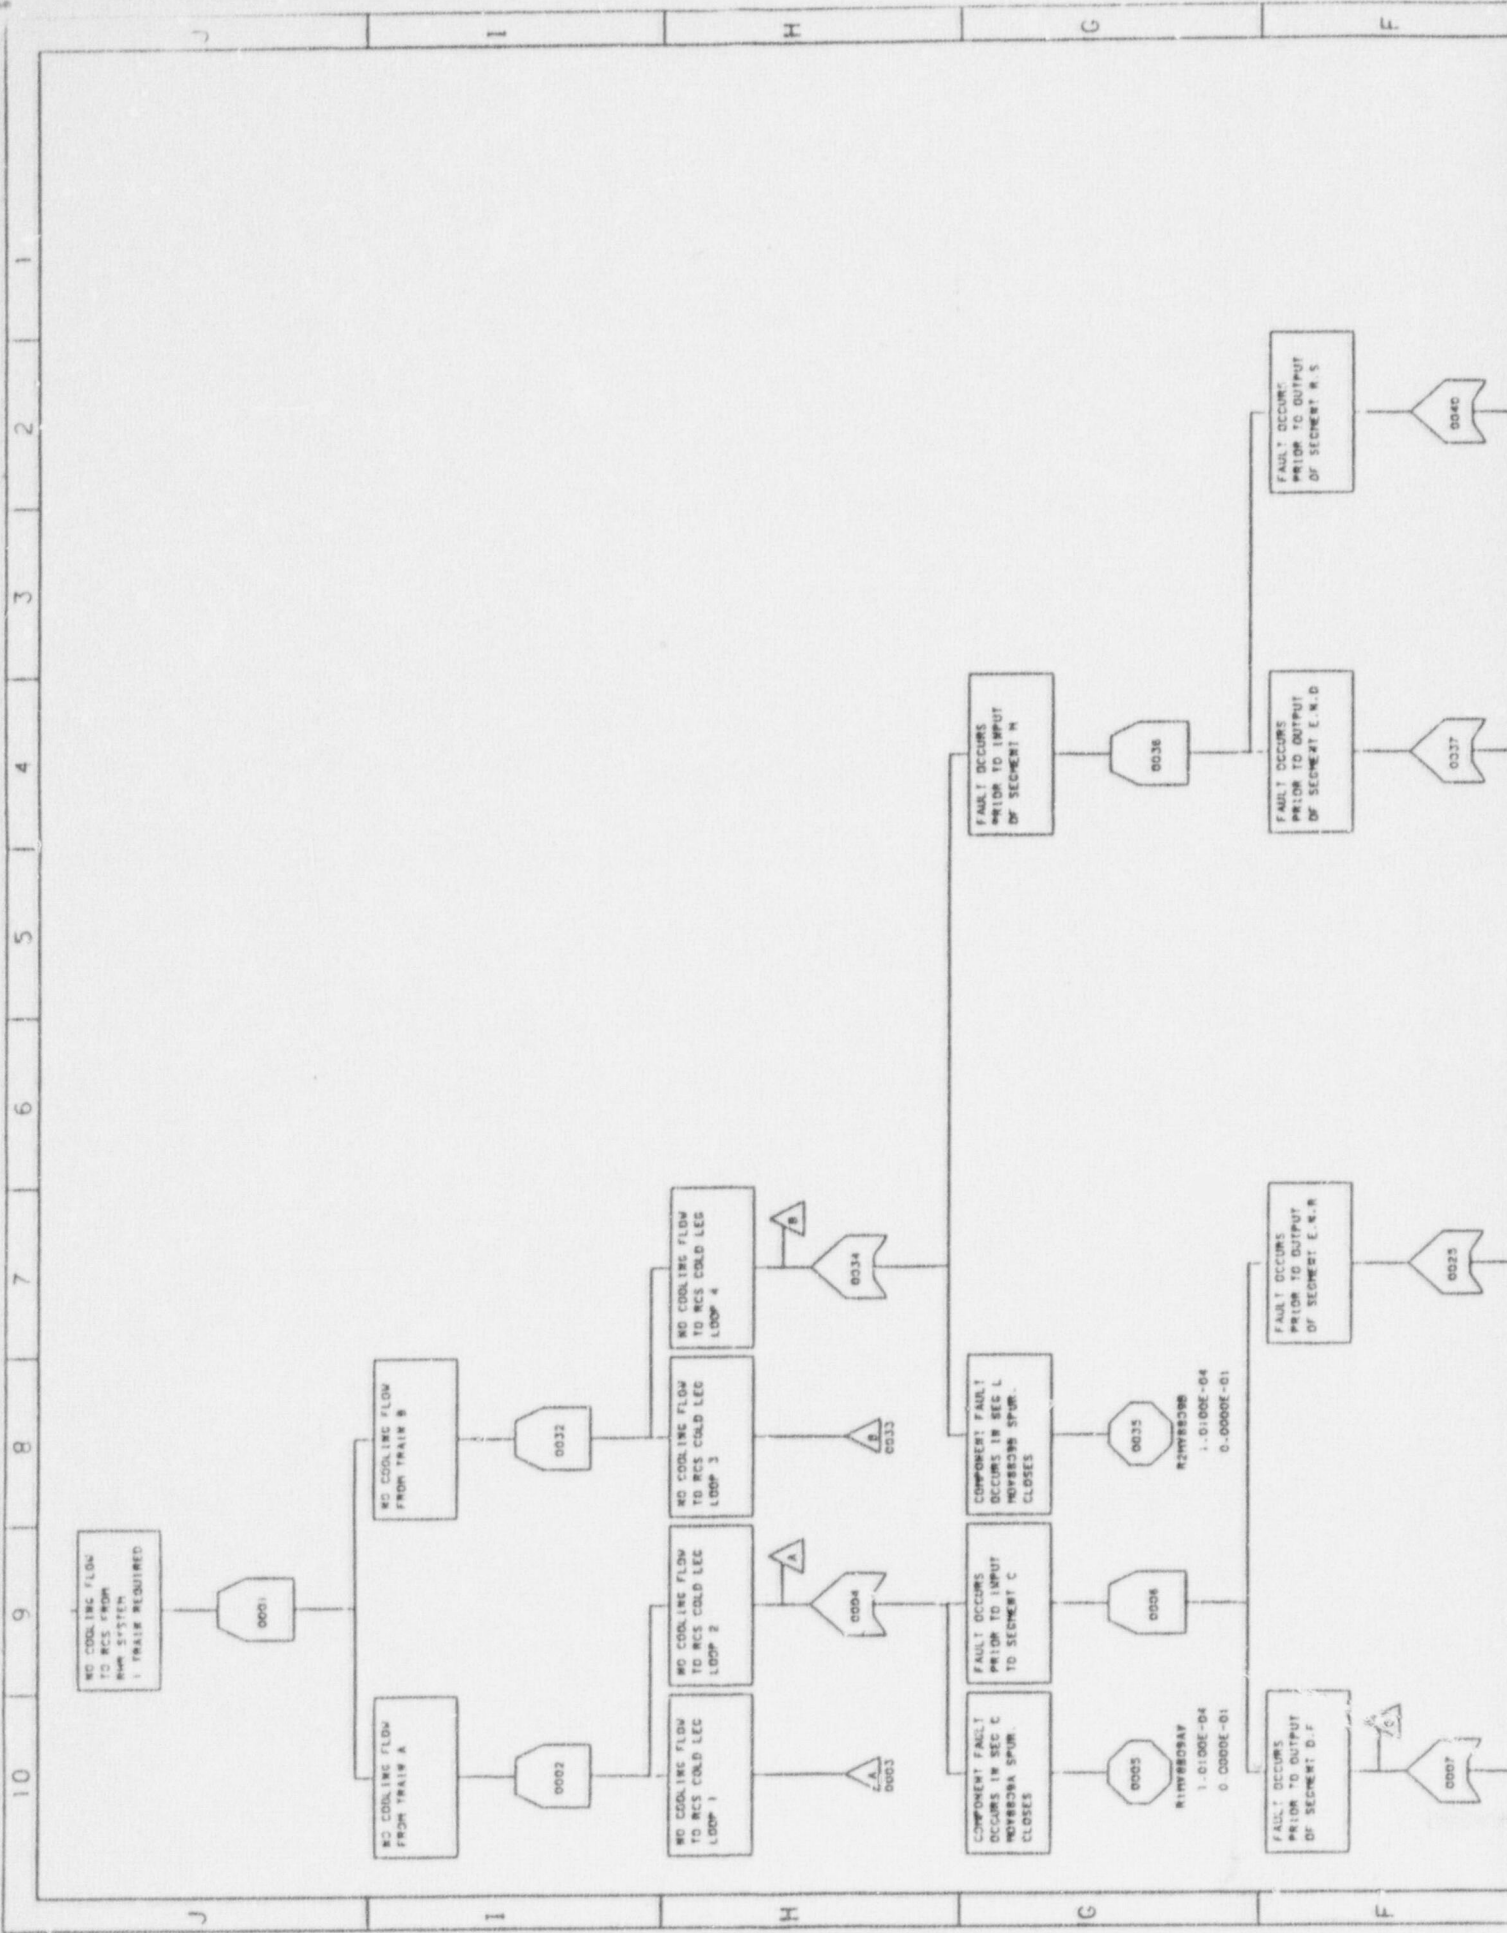 J
I
H
G
F
10
9
8
7
6
5
4
3
2
1
NO COOLING FLOW
TO RCS FROM
RHR SYSTEM
1 TRAIN REQUIRED
0001
NO COOLING FLOW
FROM TRAIN A
0002
NO COOLING FLOW
FROM TRAIN B
0032
NO COOLING FLOW
TO RCS COLD LEG
LOOP 1
A
0003
NO COOLING FLOW
TO RCS COLD LEG
LOOP 2
A
0004
NO COOLING FLOW
TO RCS COLD LEG
LOOP 3
B
0033
NO COOLING FLOW
TO RCS COLD LEG
LOOP 4
B
0034
COMPONENT FAULT
OCCURS IN SEG C
MOV8809A SPUR.
CLOSES
0005
1.0100E-04
0.0000E-01
FAULT OCCURS
PRIOR TO INPUT
TO SEGMENT C
0006
COMPONENT FAULT
OCCURS IN SEG L
MOV8809B SPUR.
CLOSES
0035
1.0100E-04
0.0000E-01
FAULT OCCURS
PRIOR TO INPUT
OF SEGMENT M
0036
FAULT OCCURS
PRIOR TO OUTPUT
OF SEGMENT D.F
0007
FAULT OCCURS
PRIOR TO OUTPUT
OF SEGMENT E.N.R
0025
FAULT OCCURS
PRIOR TO OUTPUT
OF SEGMENT E.N.D
0037
FAULT OCCURS
PRIOR TO OUTPUT
OF SEGMENT R.S
0040
J
I
H
G
F